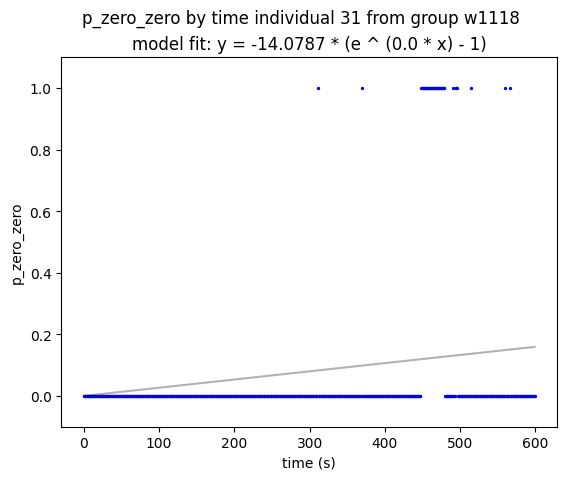 p_zero_zero by time individual 31 from group w1118
model fit: y = -14.0787 * (e ^ (0.0 * x) - 1)
1.0
0.8
0.6
0.4
0.2
0.0
p_zero_zero
0 100 200 300 400 500 600
time (s)